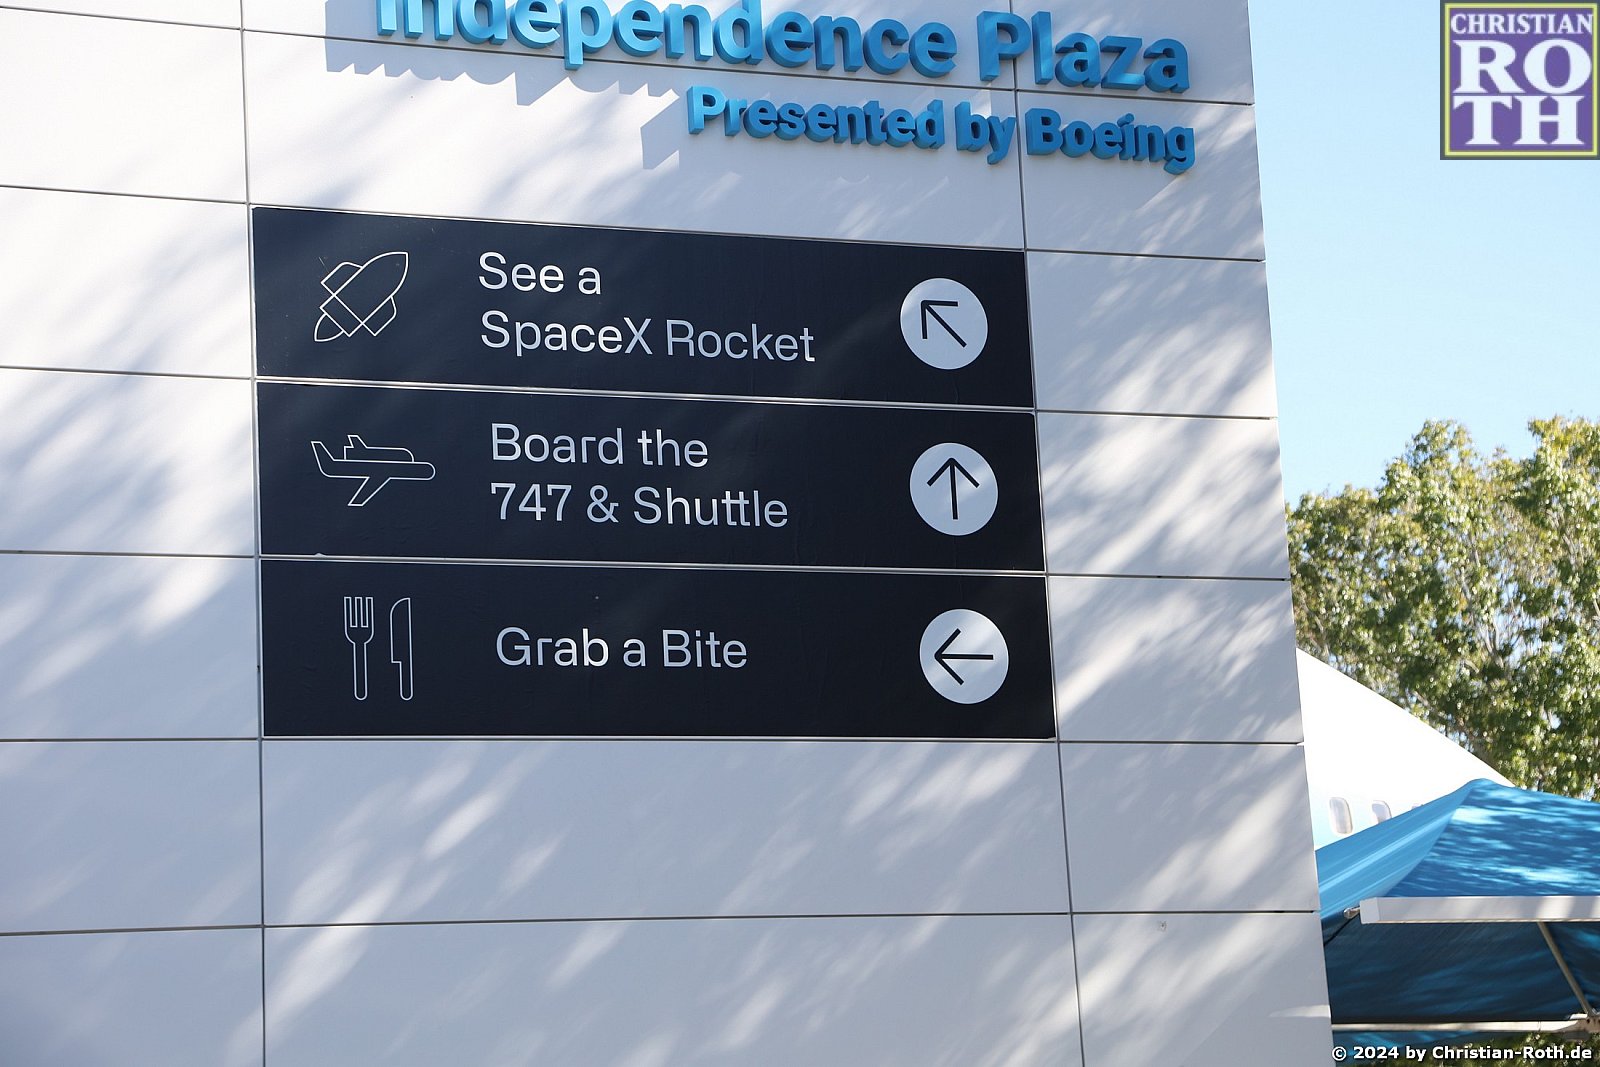 Independence Plaza
Presented by Boeing
See a
SpaceX Rocket
Board the
747 & Shuttle
Grab a Bite
CHRISTIAN
RO
TH
© 2024 by Christian-Roth.de